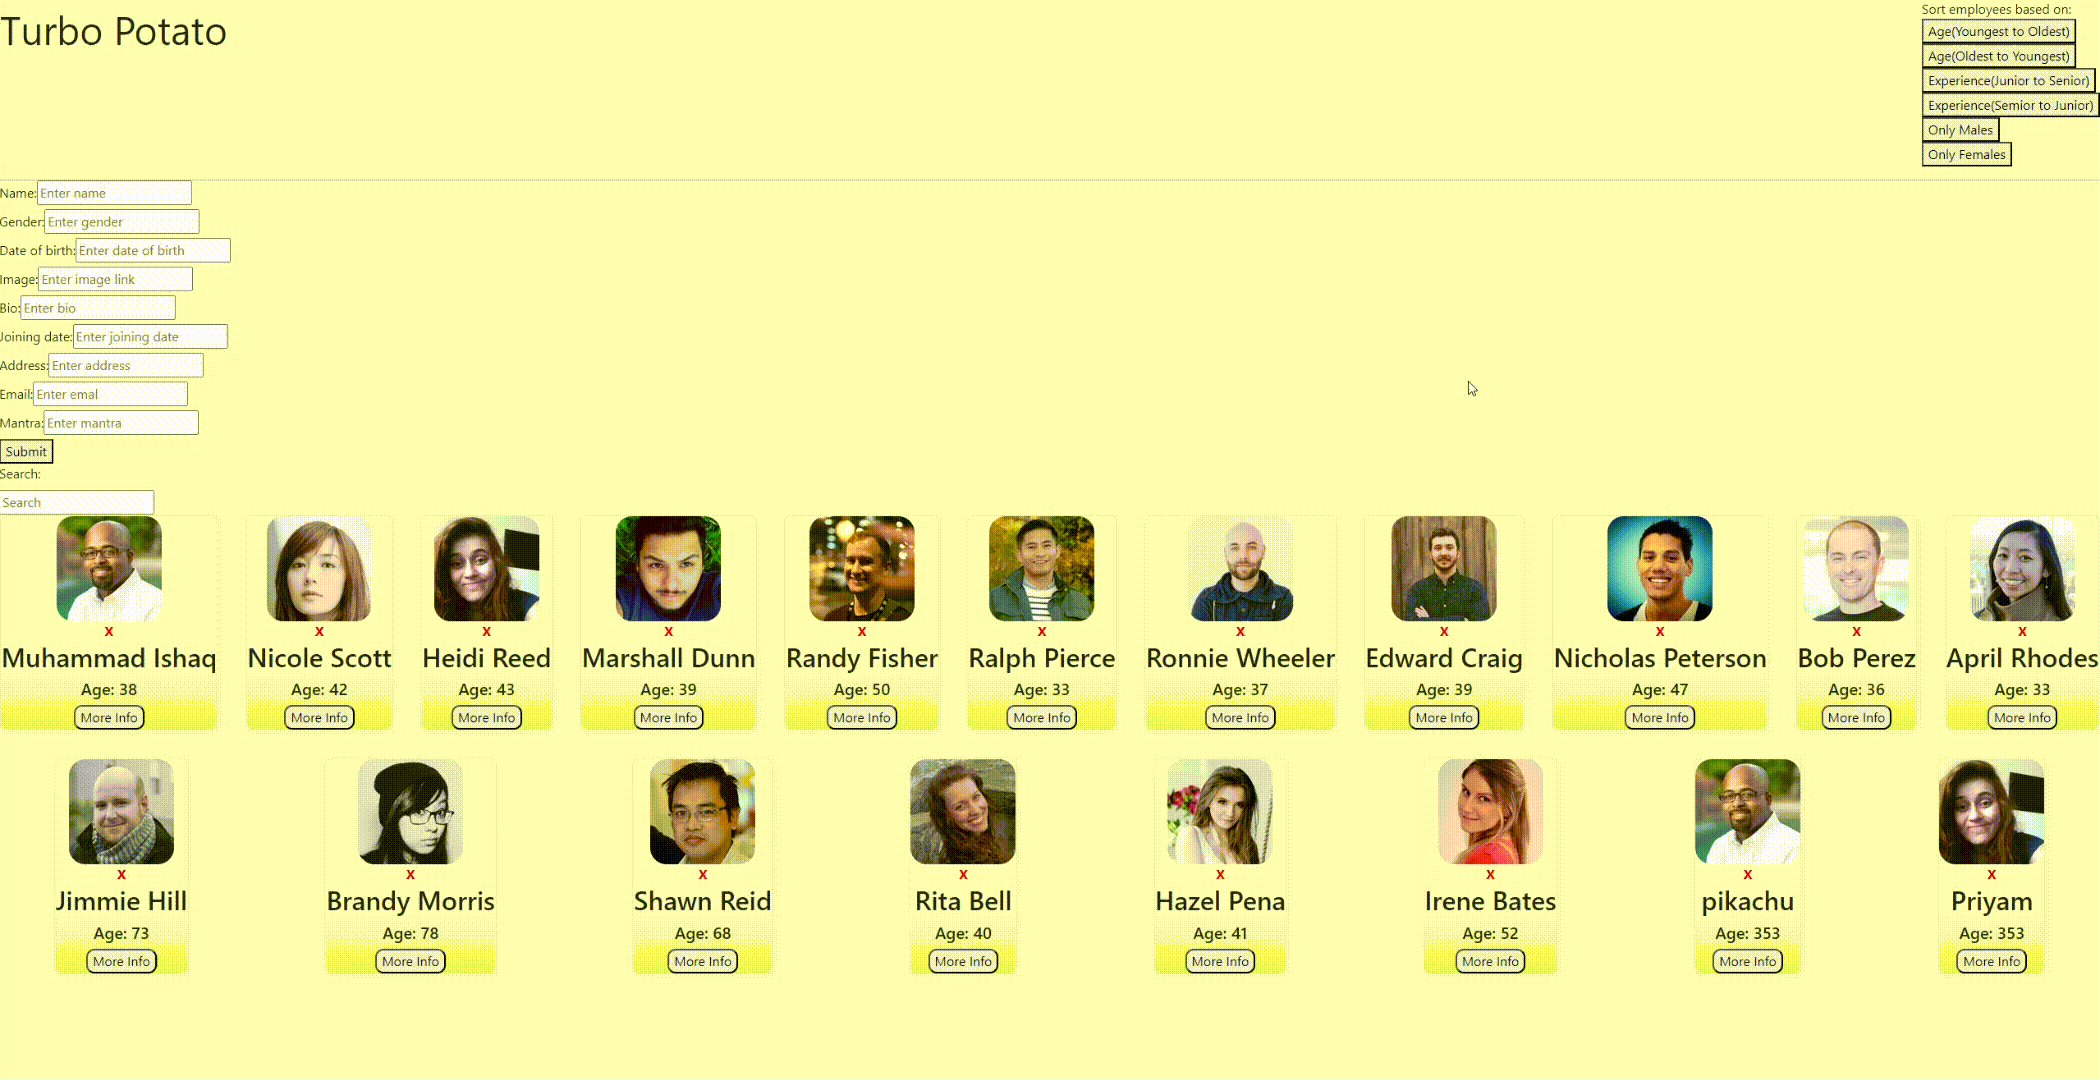 Turbo Potato
Sort employees based on:
Age(Youngest to Oldest)
Age(Oldest to Youngest)
Experience(Junior to Senior)
Experience(Semior to Junior)
Only Males
Only Females
Name: Enter name
Gender: Enter gender
Date of birth: Enter date of birth
Image: Enter image link
Bio: Enter bio
Joining date: Enter joining date
Address: Enter address
Email: Enter emal
Mantra: Enter mantra
Submit
Search:
Search
x x x x x x x x x x x
Muhammad Ishaq Nicole Scott Heidi Reed Marshall Dunn Randy Fisher Ralph Pierce Ronnie Wheeler Edward Craig Nicholas Peterson Bob Perez April Rhodes
Age: 38 Age: 42 Age: 43 Age: 39 Age: 50 Age: 33 Age: 37 Age: 39 Age: 47 Age: 36 Age: 33
More Info More Info More Info More Info More Info More Info More Info More Info More Info More Info More Info
x x x x x x x x
Jimmie Hill Brandy Morris Shawn Reid Rita Bell Hazel Pena Irene Bates pikachu Priyam
Age: 73 Age: 78 Age: 68 Age: 40 Age: 41 Age: 52 Age: 353 Age: 353
More Info More Info More Info More Info More Info More Info More Info More Info